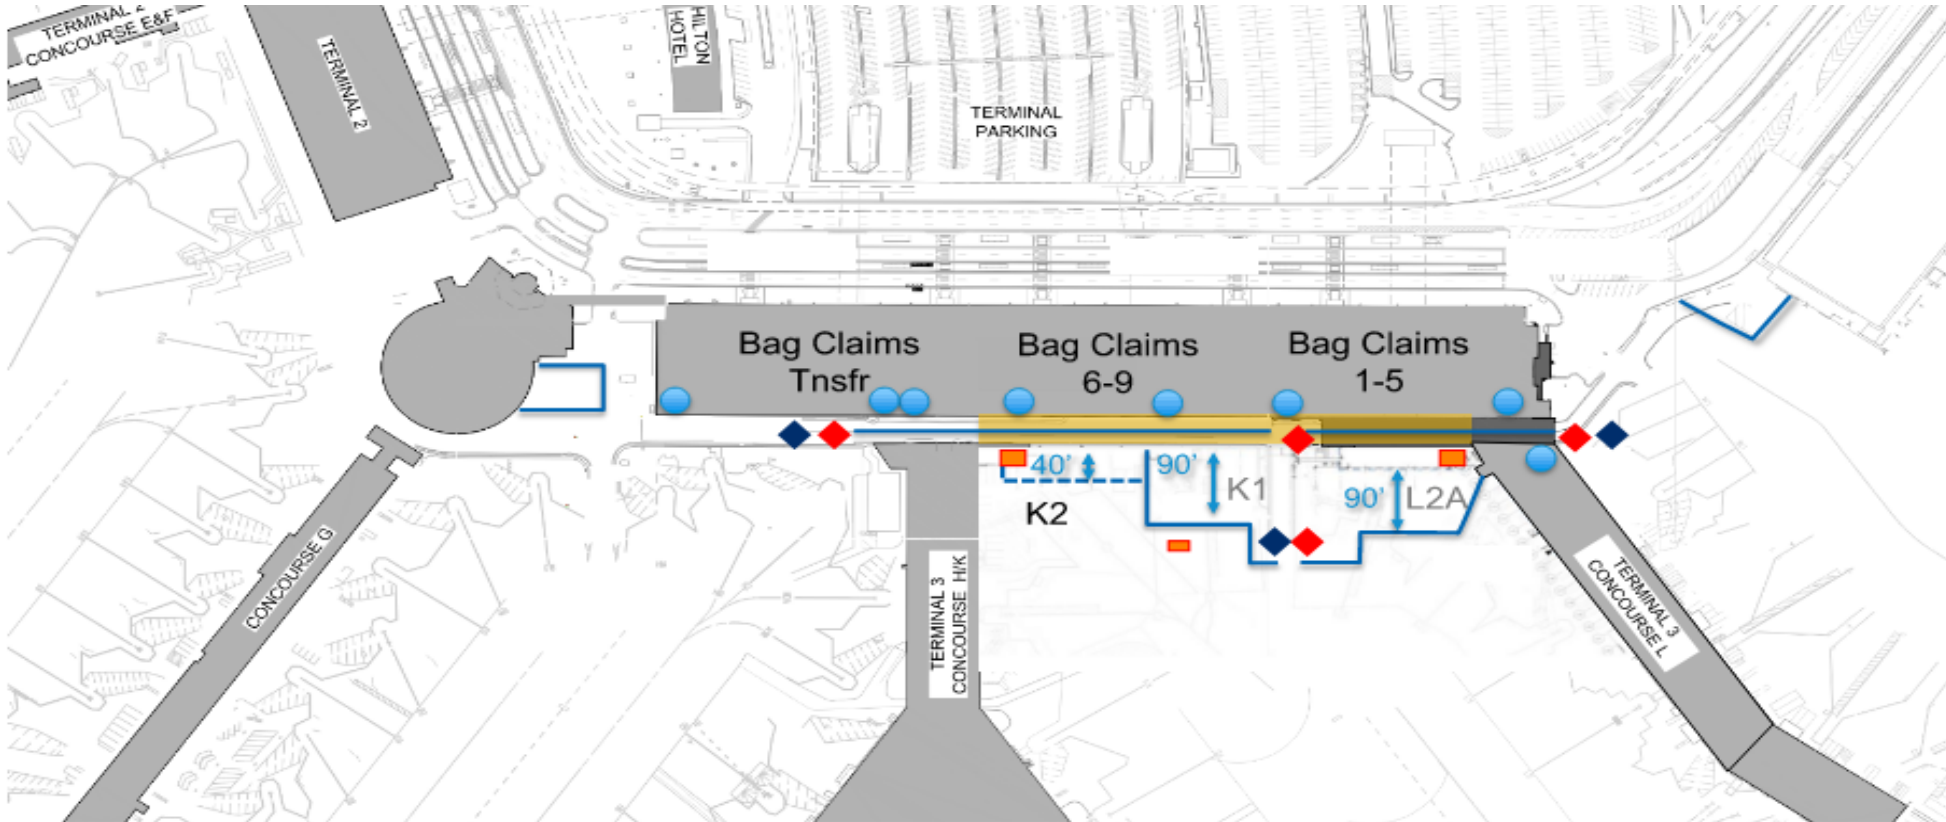 TERMINAL 2
CONCOURSE E&F
TERMINAL 2
HILTON
HOTEL
TERMINAL
PARKING
Bag Claims
Tnsfr
Bag Claims
6-9
Bag Claims
1-5
40'
90'
K1
90'
L2A
K2
CONCOURSE G
TERMINAL 3
CONCOURSE H/K
TERMINAL 3
CONCOURSE L